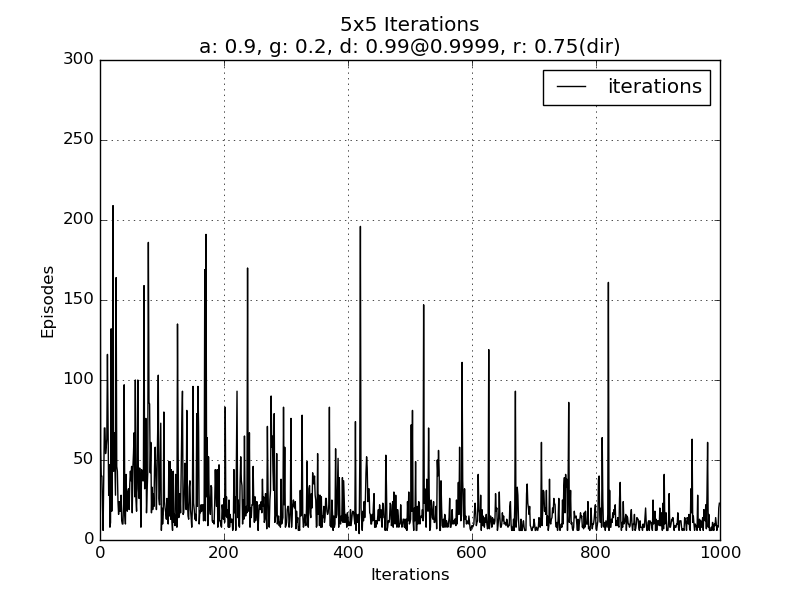 5x5 Iterations
a: 0.9, g: 0.2, d: 0.99@0.9999, r: 0.75(dir)
300
250
200
150
100
50
0
iterations
Episodes
0 200 400 600 800 1000
Iterations